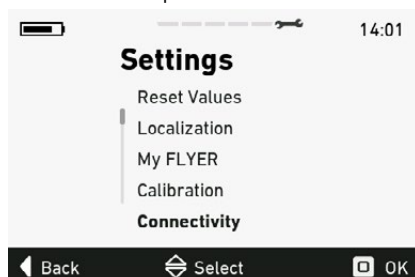 14:01
Settings
Reset Values
Localization
My FLYER
Calibration
Connectivity
Back Select OK